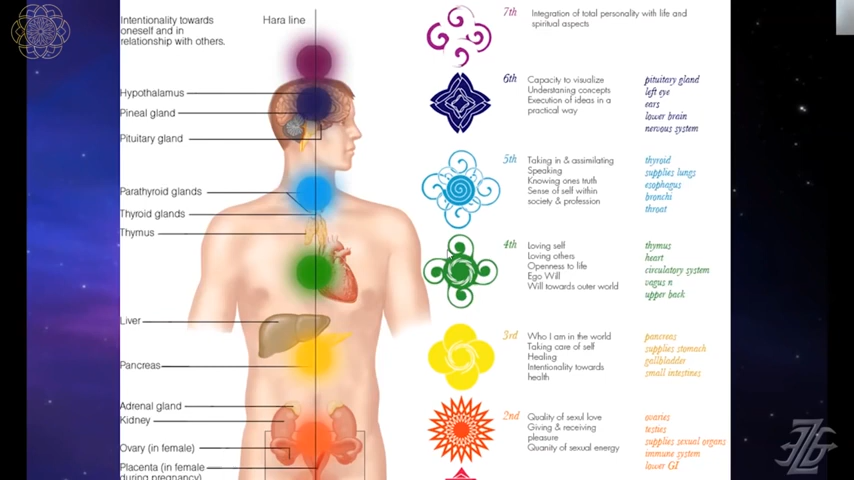 Intentionality towards
oneself and in
relationship with others.
Hara line
Hypothalamus
Pineal gland
Pituitary gland
Parathyroid glands
Thyroid glands
Thymus
Liver
Pancreas
Adrenal gland
Kidney
Ovary (in female)
Placenta (in female
during pregnancy)
7th
Integration of total personality with life and
spiritual aspects
6th
Capacity to visualize
Understaning concepts
Execution of ideas in a
practical way
pituitary gland
left eye
ears
lower brain
nervous system
5th
Taking in & assimilating
Speaking
Knowing ones truth
Sense of self within
society & profession
thyroid
supplies lungs
esophagus
bronchi
throat
4th
Loving self
Loving others
Openness to life
Ego Will
Will towards outer world
thymus
heart
circulatory system
vagus n
upper back
3rd
Who I am in the world
Taking care of self
Healing
Intentionality towards
health
pancreas
supplies stomach
gallbladder
small intestines
2nd
Quality of sexul love
Giving & receiving
pleasure
Quanity of sexual energy
ovaries
testies
supplies sexual organs
immune system
lower GI